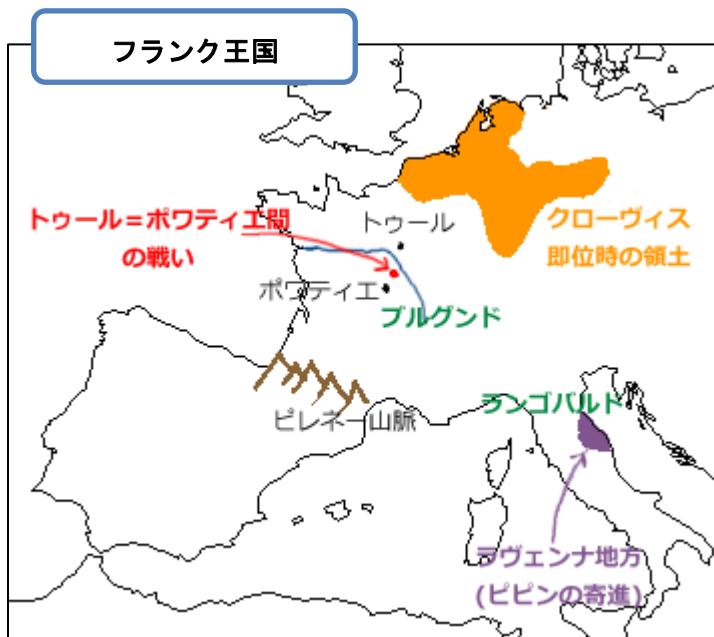 フランク王国
トゥール＝ポワティエ間
の戦い
トゥール
クローヴィス
即位時の領土
ポワティエ
ブルグンド
ランゴバルド
ピレネー山脈
ラヴェンナ地方
(ピピンの寄進)